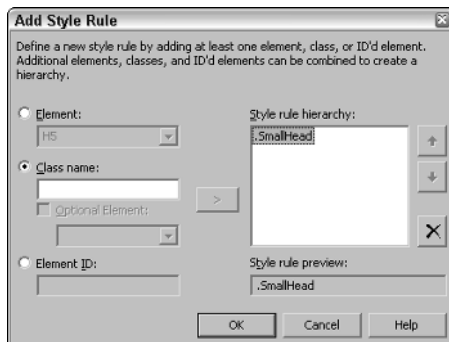 Add Style Rule
Define a new style rule by adding at least one element, class, or ID'd element.
Additional elements, classes, and ID'd elements can be combined to create a
hierarchy.
Element:
H5
Class name:
Optional Element:
Element ID:
>
Style rule hierarchy:
.SmallHead
Style rule preview:
.SmallHead
OK
Cancel
Help